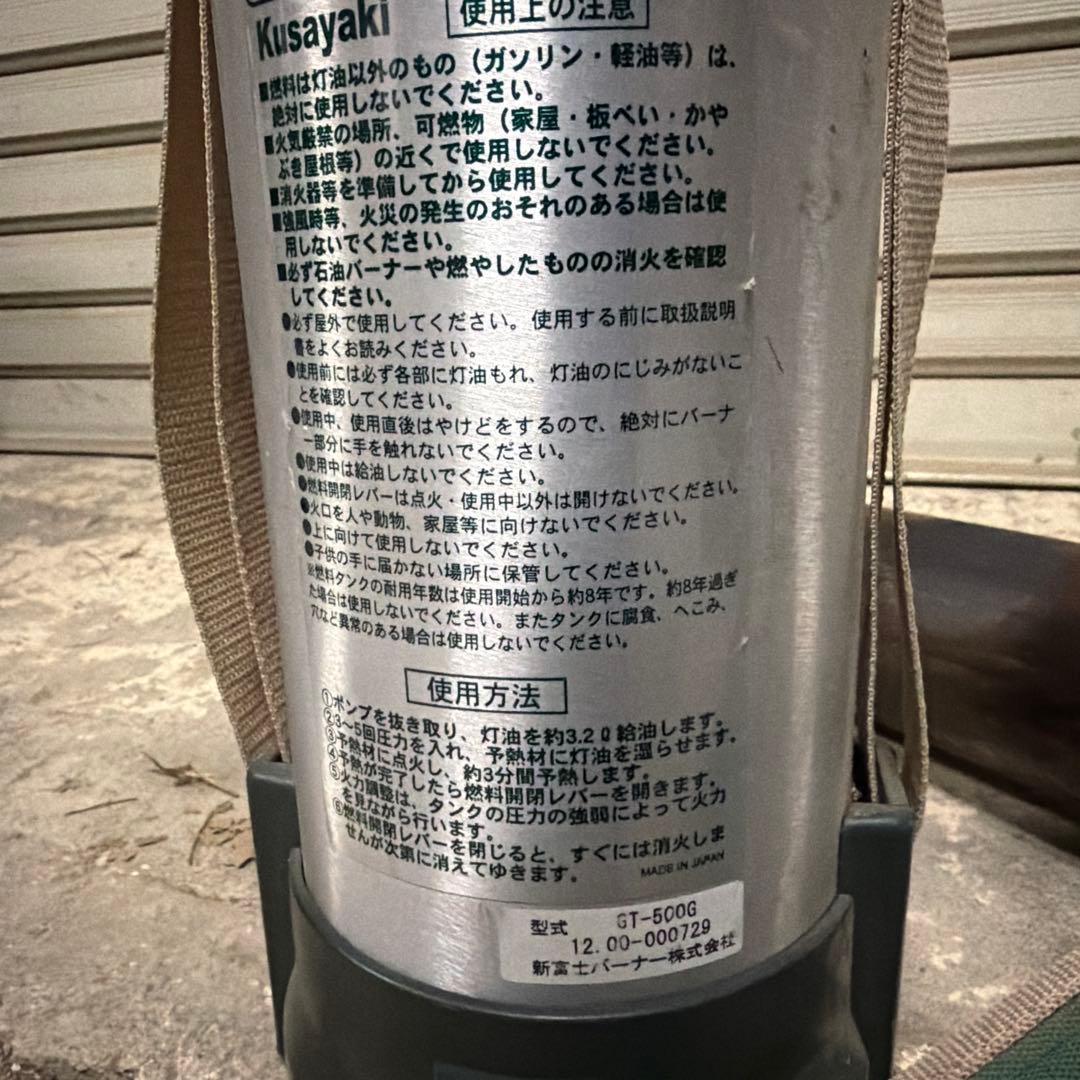 Kusayaki
使用上の注意
■燃料は灯油以外のもの（ガソリン・軽油等）は、
絶対に使用しないでください。
■火気厳禁の場所、可燃物（家屋・板べい・かや
ぶき屋根等）の近くで使用しないでください。
■消火器等を準備してから使用してください。
■強風時等、火災の発生のおそれのある場合は使
用しないでください。
■必ず石油バーナーや燃やしたものの消火を確認
してください。
●必ず屋外で使用してください。使用する前に取扱説明
書をよくお読みください。
●使用前には必ず各部に灯油もれ、灯油のにじみがないこ
とを確認してください。
●使用中、使用直後はやけどをするので、絶対にバーナ
ー部分に手を触れないでください。
●使用中は給油しないでください。
●燃料開閉レバーは点火・使用中以外は開けないでください。
●火口を人や動物、家屋等に向けないでください。
●上に向けて使用しないでください。
●子供の手に届かない場所に保管してください。
※燃料タンクの耐用年数は使用開始から約8年です。約8年過ぎ
た場合は使用しないでください。またタンクに腐食、へこみ、
穴など異常のある場合は使用しないでください。
使用方法
①ポンプを抜き取り、灯油を約3.2ℓ給油します。
②3〜5回圧力を入れ、予熱材に灯油を湿らせます。
③予熱材に点火し、約3分間予熱します。
④予熱が完了したら燃料開閉レバーを開きます。
⑤火力調整は、タンクの圧力の強弱によって火力
を見ながら行います。
⑥燃料開閉レバーを閉じると、すぐには消火しま
せんが次第に消えてゆきます。
MADE IN JAPAN
型式 GT-500G
12.00-000729
新富士バーナー株式会社